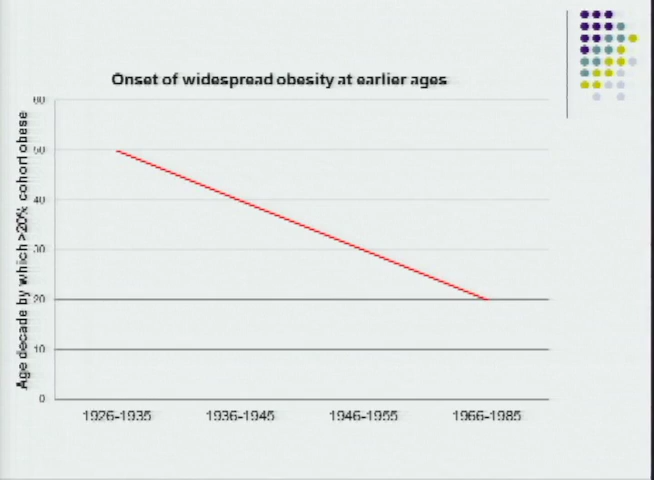 Onset of widespread obesity at earlier ages
Age decade by which >20% cohort obese
60
50
40
30
20
10
0
1926-1935 1936-1945 1946-1955 1966-1985